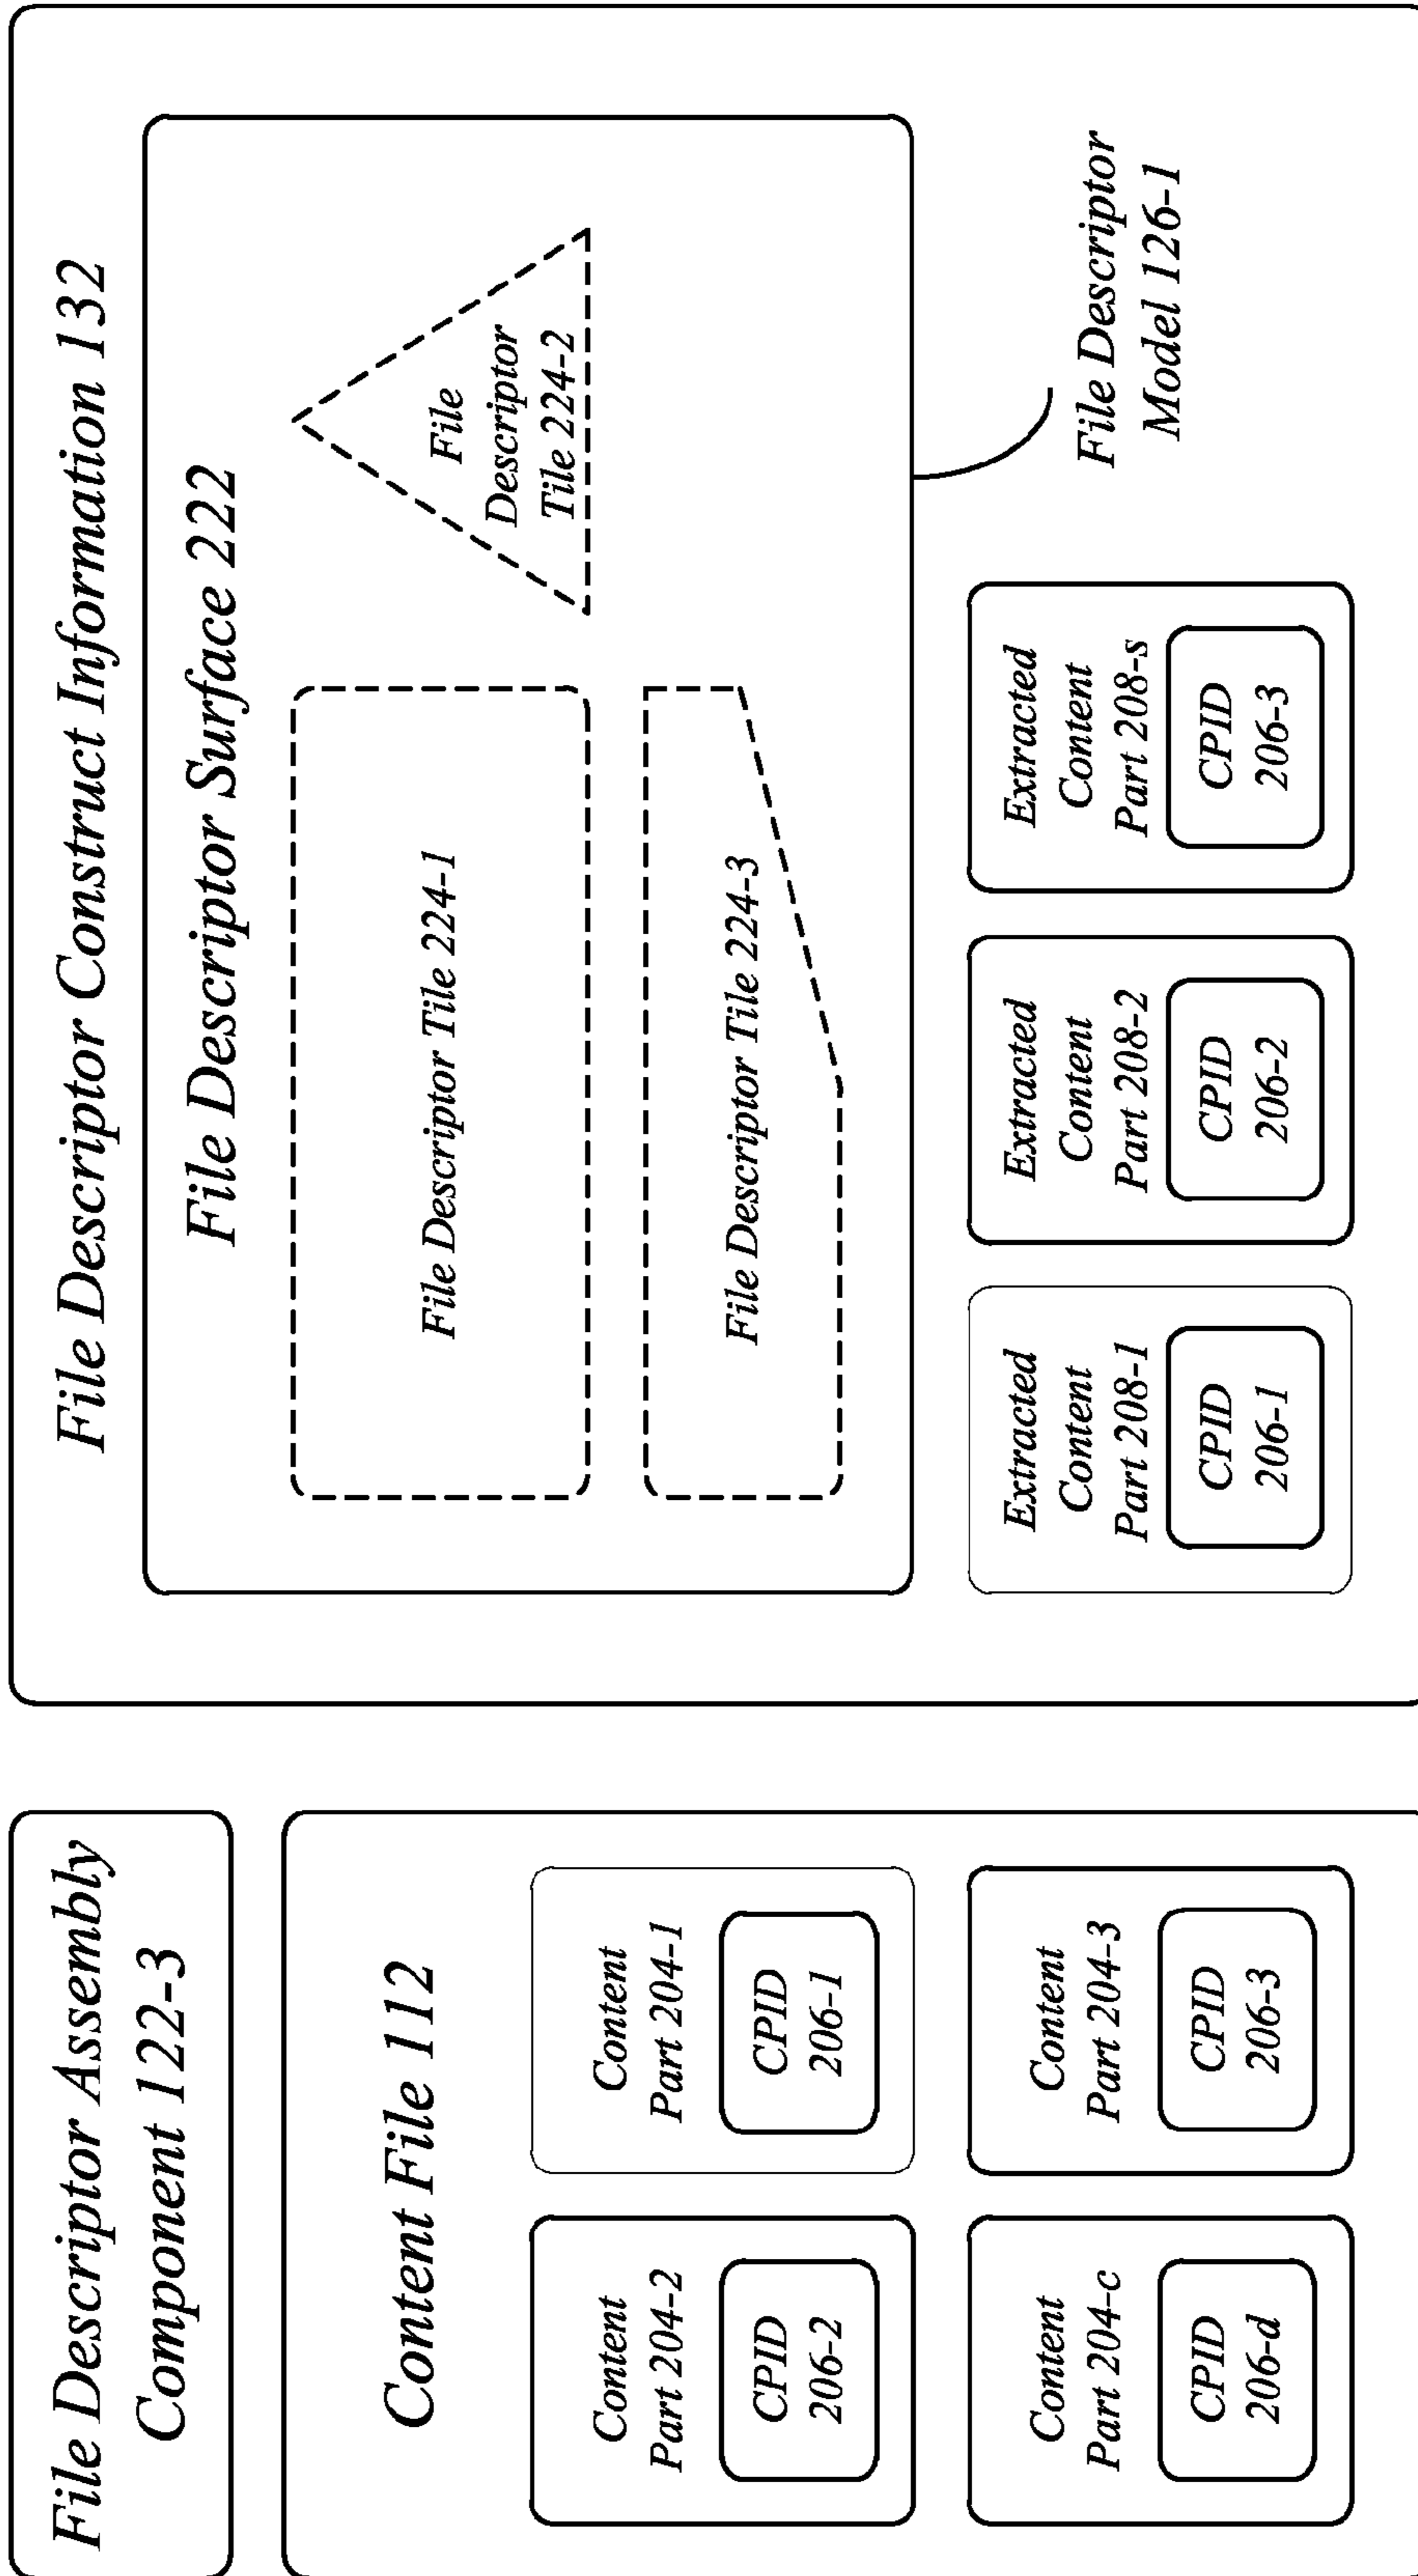 File Descriptor Assembly
Component 122-3
Content File 112
Content
Part 204-2
CPID
206-2
Content
Part 204-1
CPID
206-1
Content
Part 204-c
CPID
206-d
Content
Part 204-3
CPID
206-3
File Descriptor Construct Information 132
File Descriptor Surface 222
File Descriptor Tile 224-1
File
Descriptor
Tile 224-2
File Descriptor Tile 224-3
File Descriptor
Model 126-1
Extracted
Content
Part 208-1
CPID
206-1
Extracted
Content
Part 208-2
CPID
206-2
Extracted
Content
Part 208-s
CPID
206-3